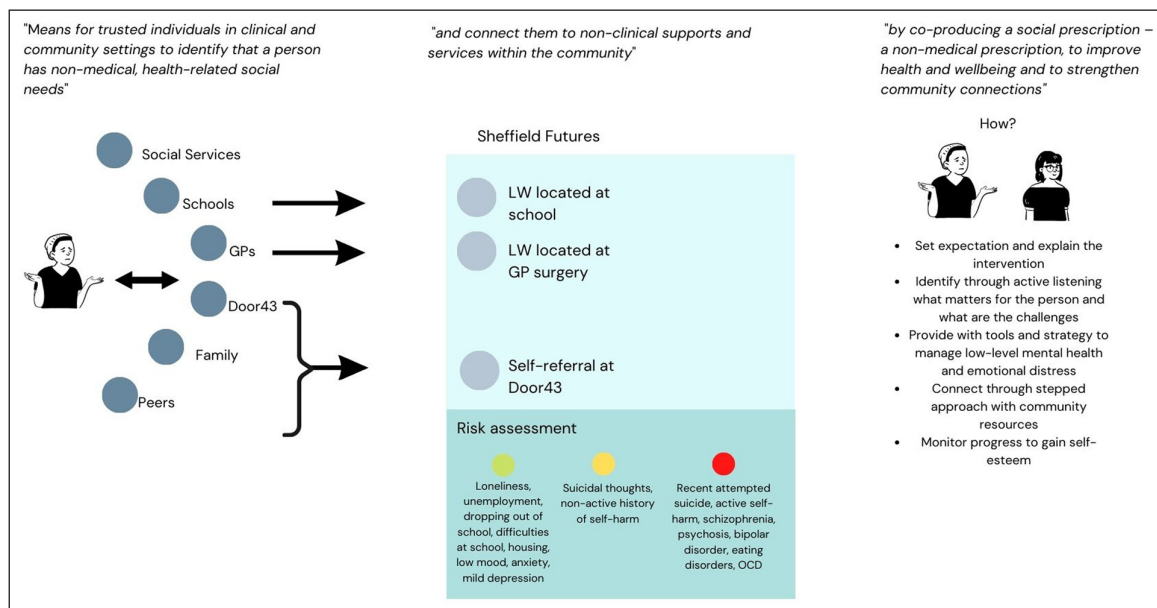 "Means for trusted individuals in clinical and
community settings to identify that a person
has non-medical, health-related social
needs"
Social Services
Schools
GPs
Door43
Family
Peers
"and connect them to non-clinical supports and
services within the community"
Sheffield Futures
LW located at
school
LW located at
GP surgery
Self-referral at
Door43
Risk assessment
Loneliness,
unemployment,
dropping out of
school, difficulties
at school, housing,
low mood, anxiety,
mild depression
Suicidal thoughts,
non-active history
of self-harm
Recent attempted
suicide, active self-
harm, schizophrenia,
psychosis, bipolar
disorder, eating
disorders, OCD
"by co-producing a social prescription –
a non-medical prescription, to improve
health and wellbeing and to strengthen
community connections"
How?
• Set expectation and explain the
intervention
• Identify through active listening
what matters for the person and
what are the challenges
• Provide with tools and strategy to
manage low-level mental health
and emotional distress
• Connect through stepped
approach with community
resources
• Monitor progress to gain self-
esteem